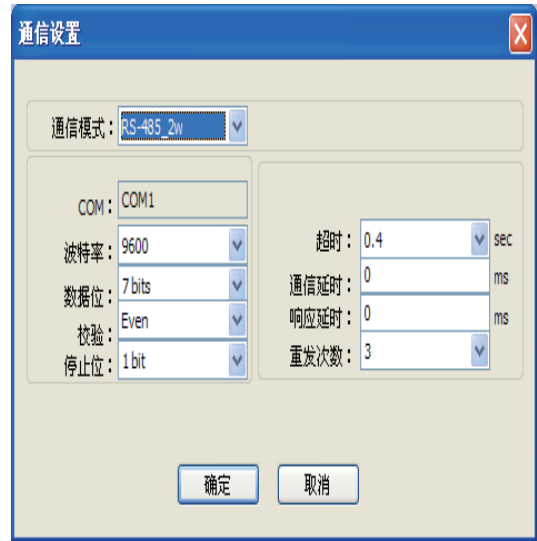 通信设置
通信模式：RS-485_2w
COM：COM1
波特率：9600
数据位：7 bits
校验：Even
停止位：1 bit
超时：0.4 sec
通信延时：0 ms
响应延时：0 ms
重发次数：3
确定
取消